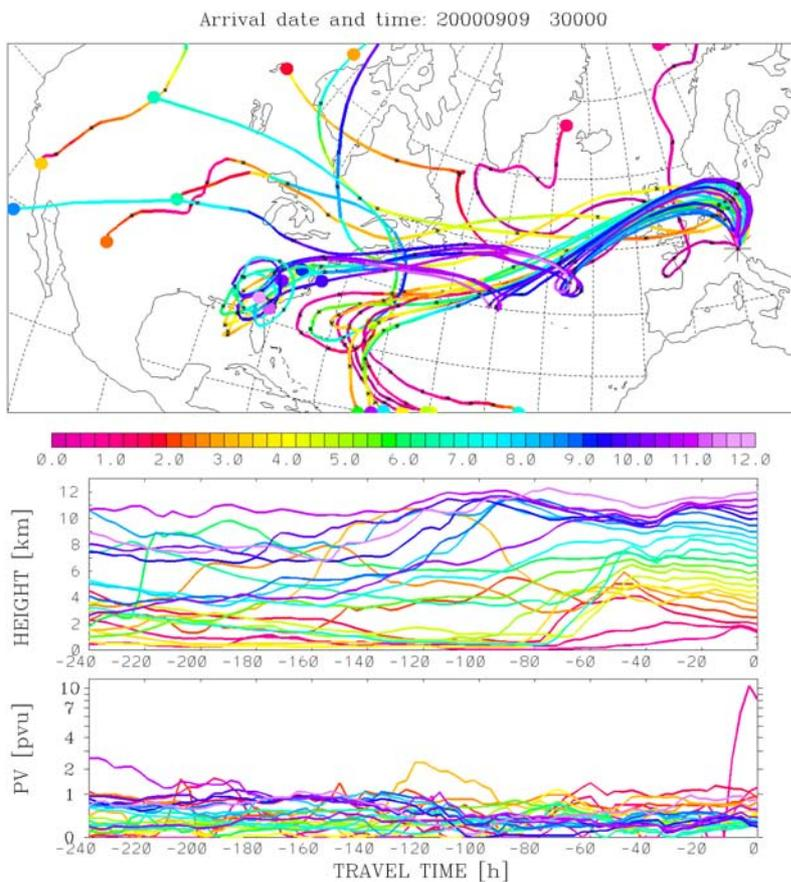 Arrival date and time: 20000909 30000
0.0 1.0 2.0 3.0 4.0 5.0 6.0 7.0 8.0 9.0 10.0 11.0 12.0
HEIGHT [km]
12
10
8
6
4
2
0
-240 -220 -200 -180 -160 -140 -120 -100 -80 -60 -40 -20 0
PV [pvu]
10
7
4
2
1
0
-240 -220 -200 -180 -160 -140 -120 -100 -80 -60 -40 -20 0
TRAVEL TIME [h]